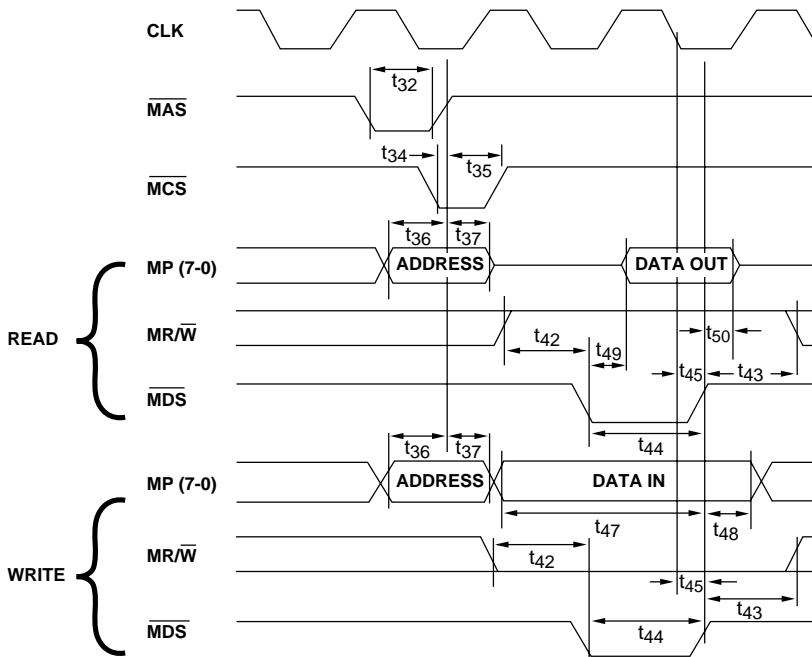 CLK
MAS
t32
MCS
t34
t35
t36
t37
MP (7-0)
ADDRESS
DATA OUT
READ
MR/W
t42
t49
t50
t45
t43
MDS
t44
t36
t37
MP (7-0)
ADDRESS
DATA IN
t47
t48
WRITE
MR/W
t42
t45
t43
MDS
t44